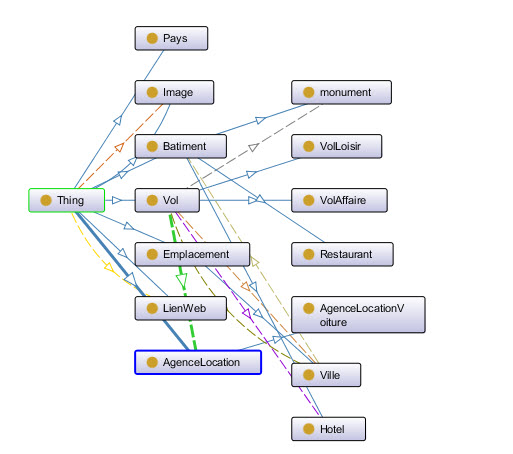 Pays
Image
monument
Batiment
VolLoisir
Thing
Vol
VolAffaire
Emplacement
Restaurant
LienWeb
AgenceLocationV
oiture
AgenceLocation
Ville
Hotel